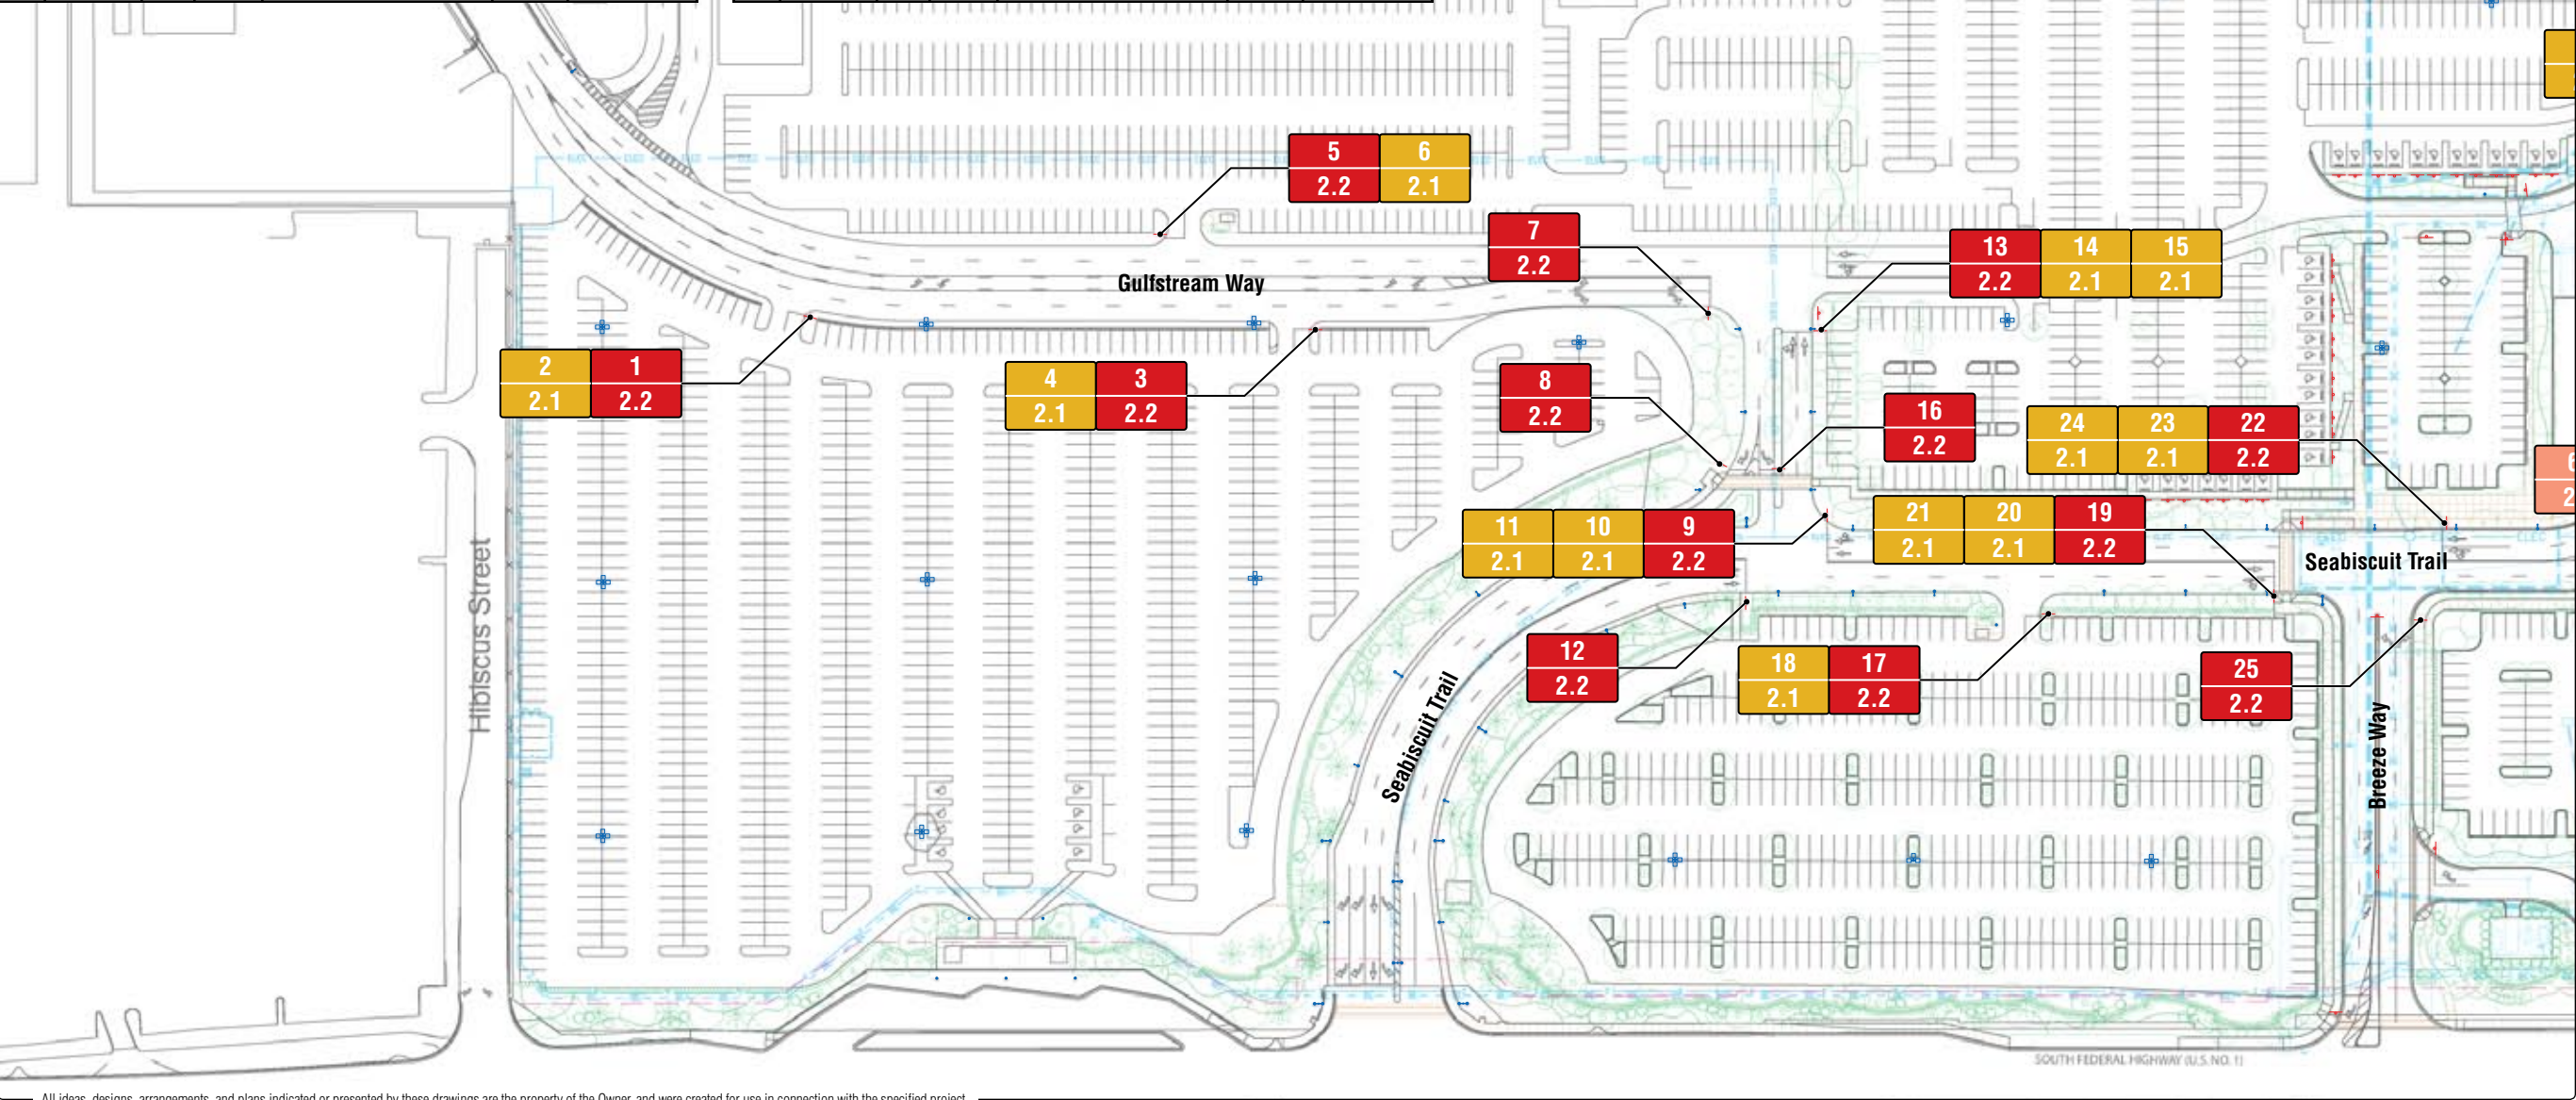 5 6
2.2 2.1
7
2.2
13 14 15
2.2 2.1 2.1
Gulfstream Way
2 1
2.1 2.2
4 3
2.1 2.2
8
2.2
16
2.2
24 23 22
2.1 2.1 2.2
11 10 9
2.1 2.1 2.2
21 20 19
2.1 2.1 2.2
Seabiscuit Trail
Hibiscus Street
12
2.2
18 17
2.1 2.2
25
2.2
Seabiscuit Trail
Breeze Way
SOUTH FEDERAL HIGHWAY (U.S. NO. 1)
All ideas, designs, arrangements, and plans indicated or presented by these drawings are the property of the Owner, and were created for use in connection with the specified project.